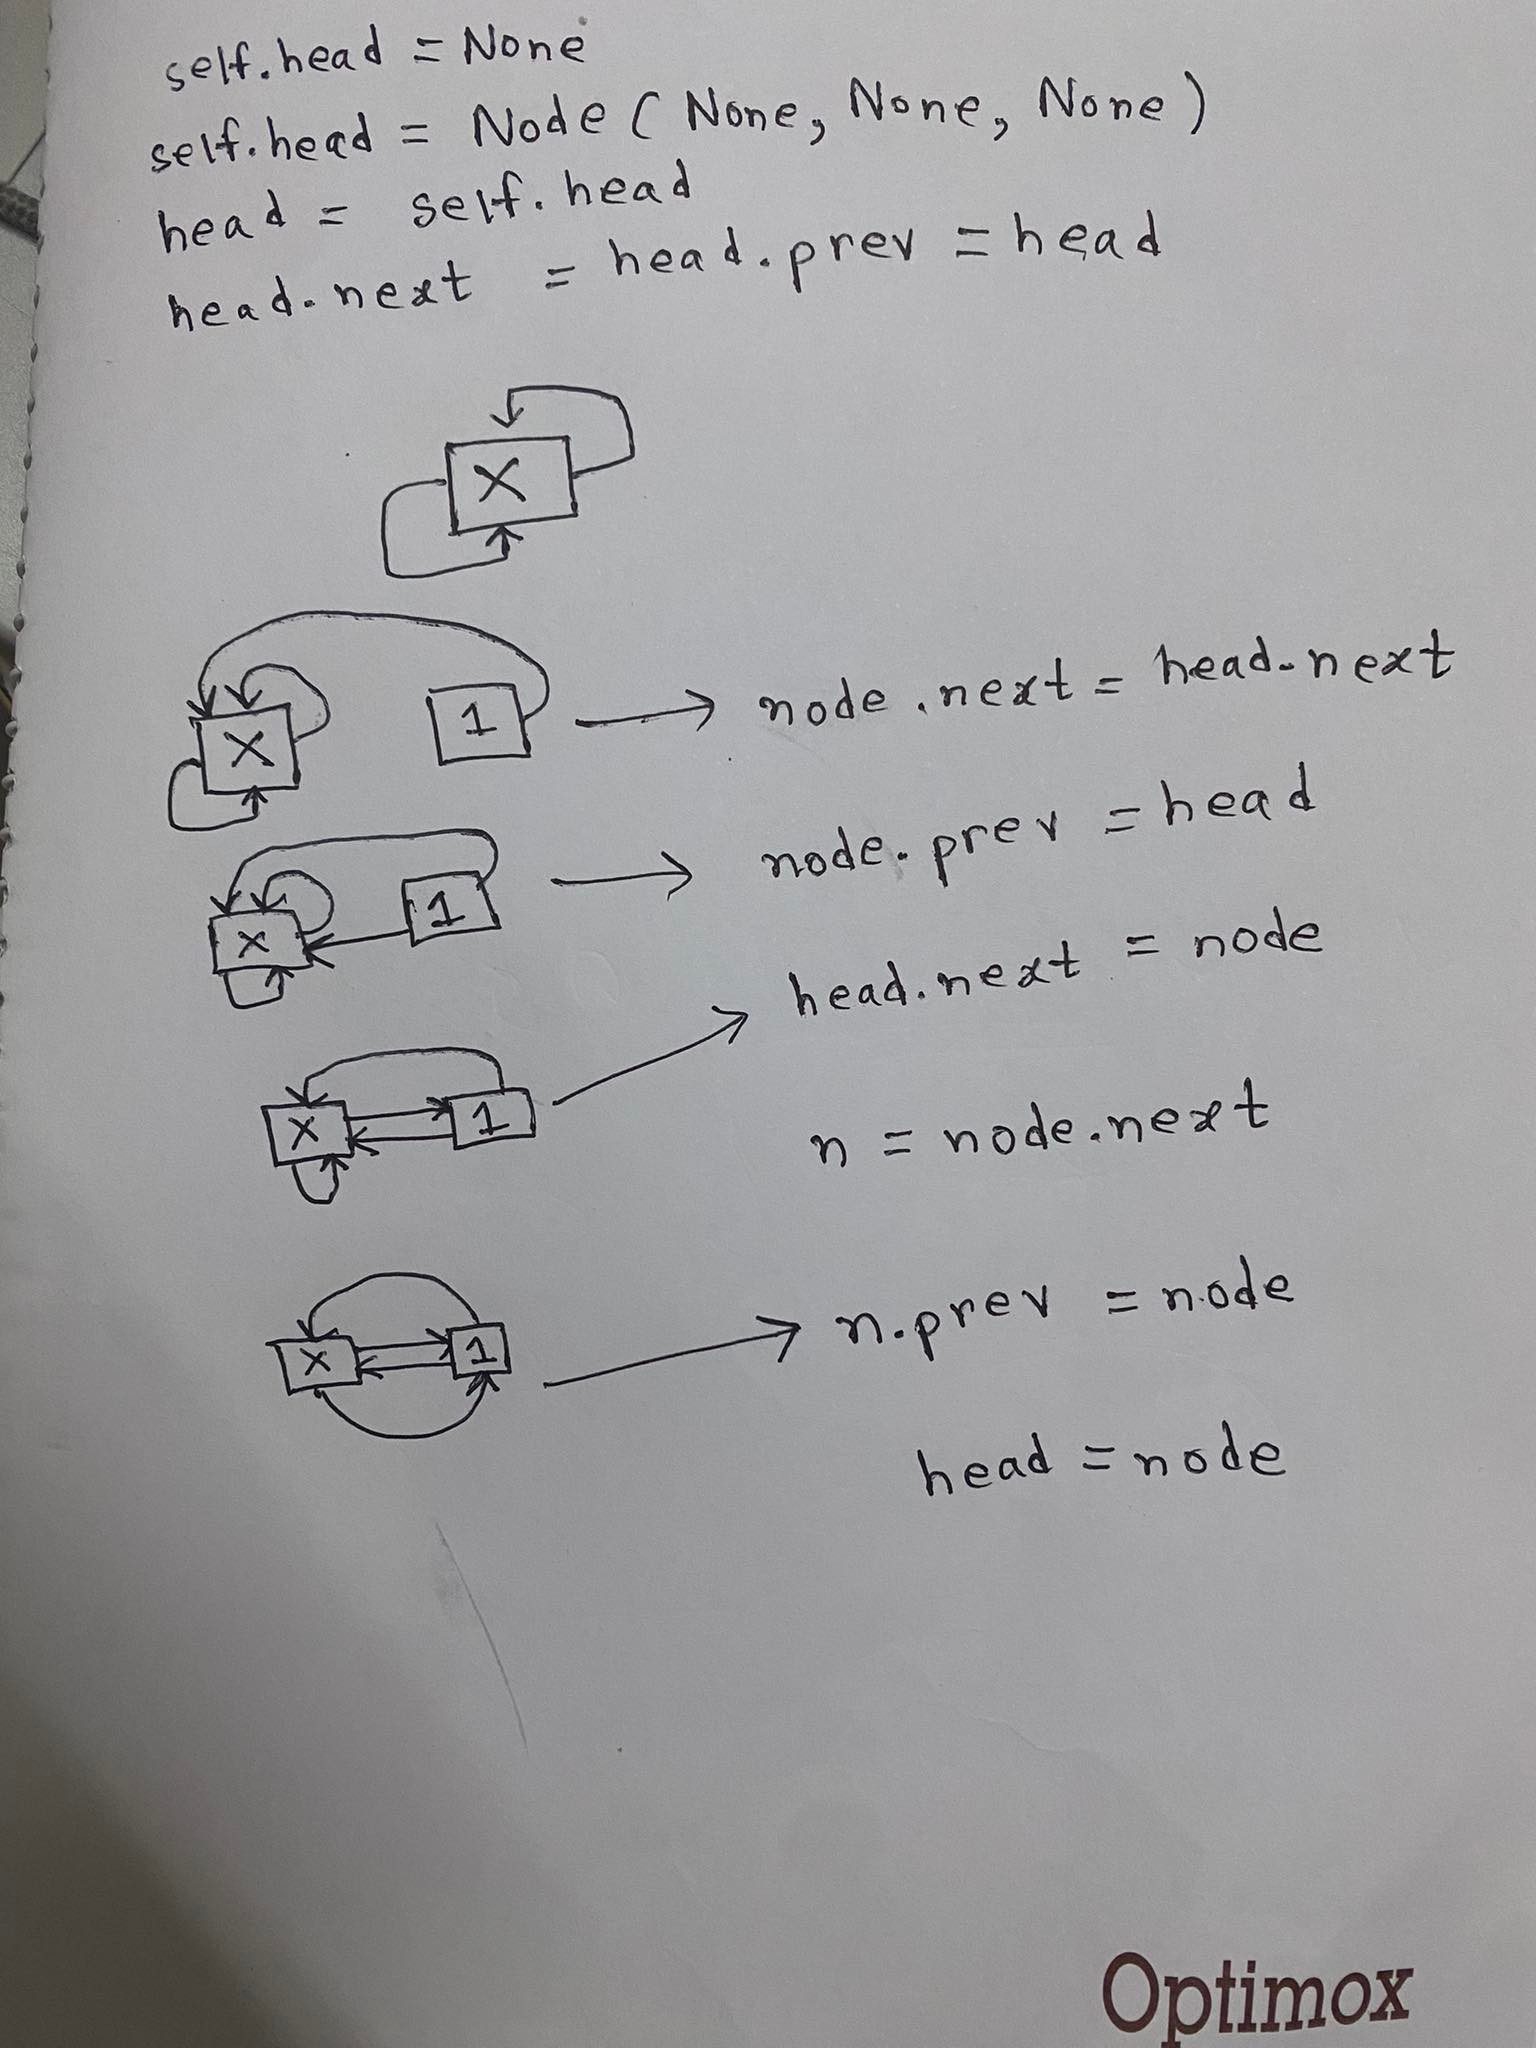 self.head = None
self.head = Node ( None, None, None )
head = self.head
head.next = head.prev = head
X
X
1
node.next = head.next
X
1
node.prev = head
head.next = node
X
1
n = node.next
X
1
n.prev = node
head = node
Optimox